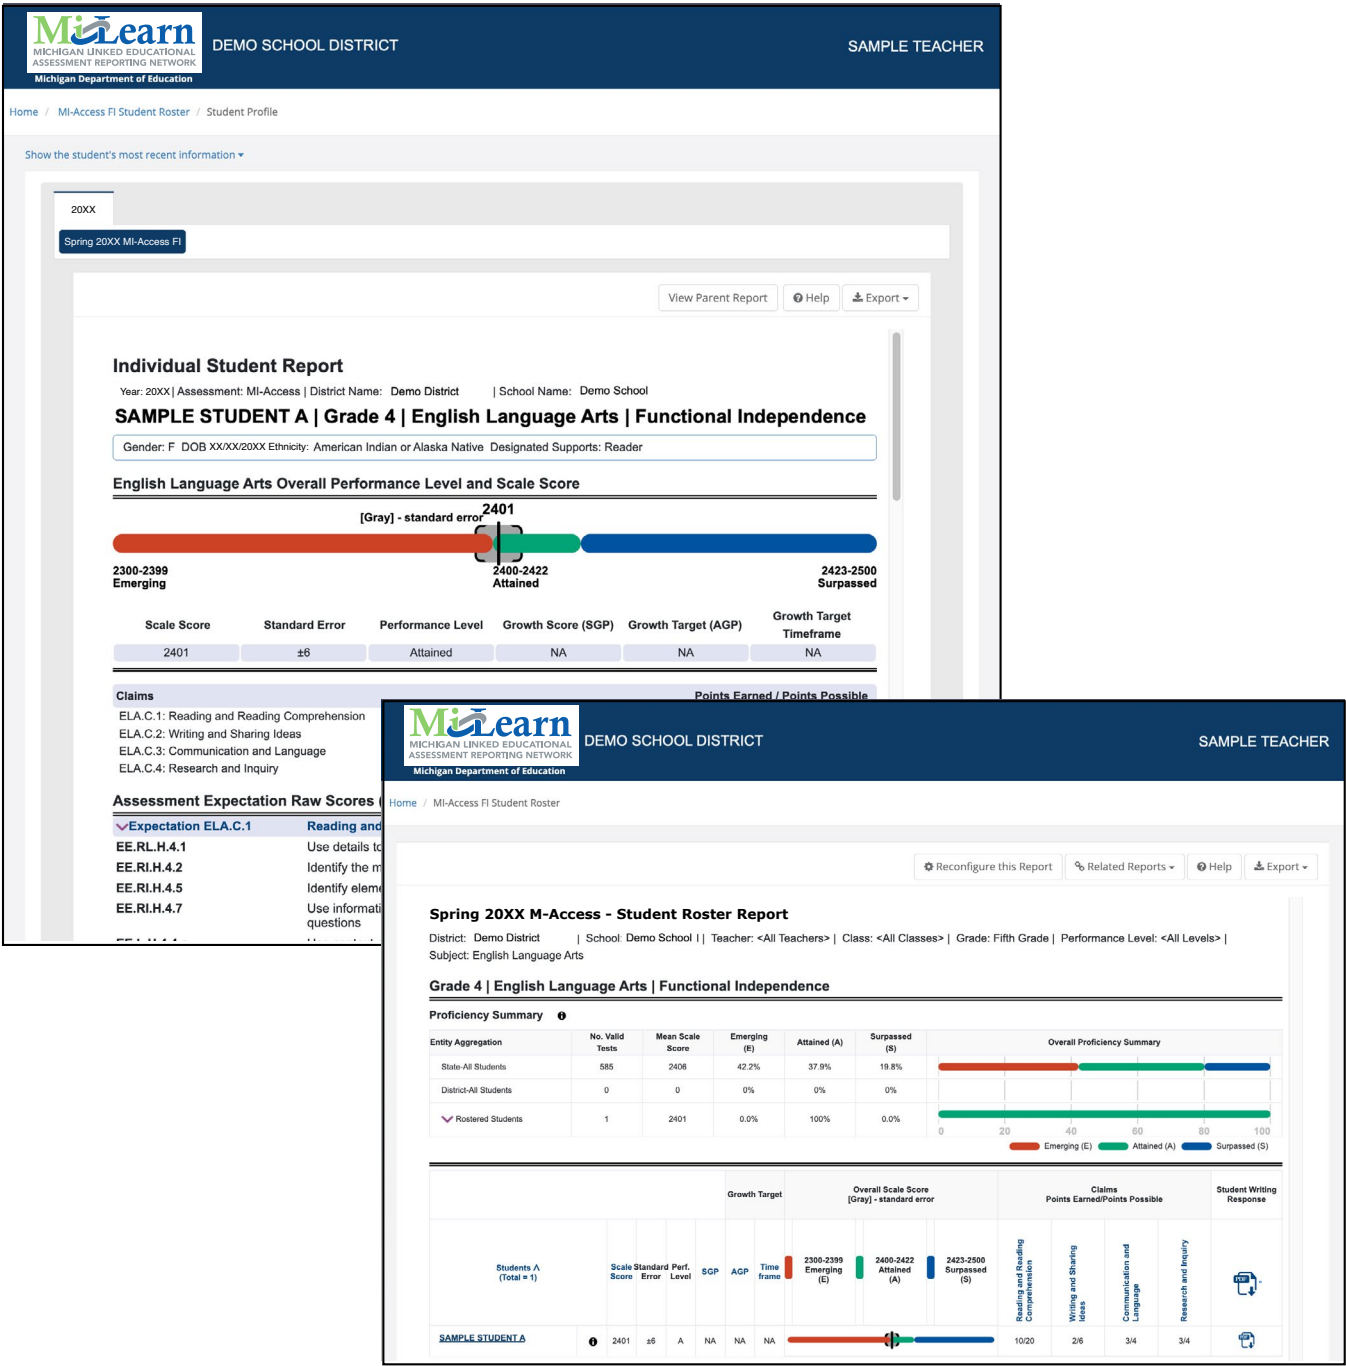 MiLearn
MICHIGAN LINKED EDUCATIONAL
ASSESSMENT REPORTING NETWORK
Michigan Department of Education
DEMO SCHOOL DISTRICT
SAMPLE TEACHER
Home / MI-Access FI Student Roster / Student Profile
Show the student's most recent information
20XX
Spring 20XX MI-Access FI
View Parent Report Help Export
Individual Student Report
Year: 20XX | Assessment: MI-Access | District Name: Demo District | School Name: Demo School
SAMPLE STUDENT A | Grade 4 | English Language Arts | Functional Independence
Gender: F DOB XX/XX/20XX Ethnicity: American Indian or Alaska Native Designated Supports: Reader
English Language Arts Overall Performance Level and Scale Score
2401
[Gray] - standard error
2300-2399 2400-2422 2423-2500
Emerging Attained Surpassed
Scale Score Standard Error Performance Level Growth Score (SGP) Growth Target (AGP) Growth Target Timeframe
2401 ±6 Attained NA NA NA
Claims Points Earned / Points Possible
ELA.C.1: Reading and Reading Comprehension
ELA.C.2: Writing and Sharing Ideas
ELA.C.3: Communication and Language
ELA.C.4: Research and Inquiry
Assessment Expectation Raw Scores (
Expectation ELA.C.1 Reading and
EE.RL.H.4.1 Use details to
EE.RI.H.4.2 Identify the m
EE.RI.H.4.5 Identify eleme
EE.RI.H.4.7 Use informati
questions
MiLearn
MICHIGAN LINKED EDUCATIONAL
ASSESSMENT REPORTING NETWORK
Michigan Department of Education
DEMO SCHOOL DISTRICT
SAMPLE TEACHER
Home / MI-Access FI Student Roster
Reconfigure this Report Related Reports Help Export
Spring 20XX M-Access - Student Roster Report
District: Demo District | School: Demo School | | Teacher: <All Teachers> | Class: <All Classes> | Grade: Fifth Grade | Performance Level: <All Levels> |
Subject: English Language Arts
Grade 4 | English Language Arts | Functional Independence
Proficiency Summary
Entity Aggregation No. Valid Tests Mean Scale Score Emerging (E) Attained (A) Surpassed (S) Overall Proficiency Summary
State-All Students 585 2406 42.2% 37.9% 19.8%
District-All Students 0 0 0% 0% 0%
Rostered Students 1 2401 0.0% 100% 0.0%
0 20 40 60 80 100
Emerging (E) Attained (A) Surpassed (S)
Growth Target Overall Scale Score Claims Student Writing
[Gray] - standard error Points Earned/Points Possible Response
Students Λ
(Total = 1)
Scale Score Standard Error Perf. Level SGP AGP Time frame
2300-2399 Emerging (E)
2400-2422 Attained (A)
2423-2500 Surpassed (S)
Reading and Reading Comprehension
Writing and Sharing Ideas
Communication and Language
Research and Inquiry
PDF
SAMPLE STUDENT A 2401 ±6 A NA NA NA 10/20 2/6 3/4 3/4
PDF